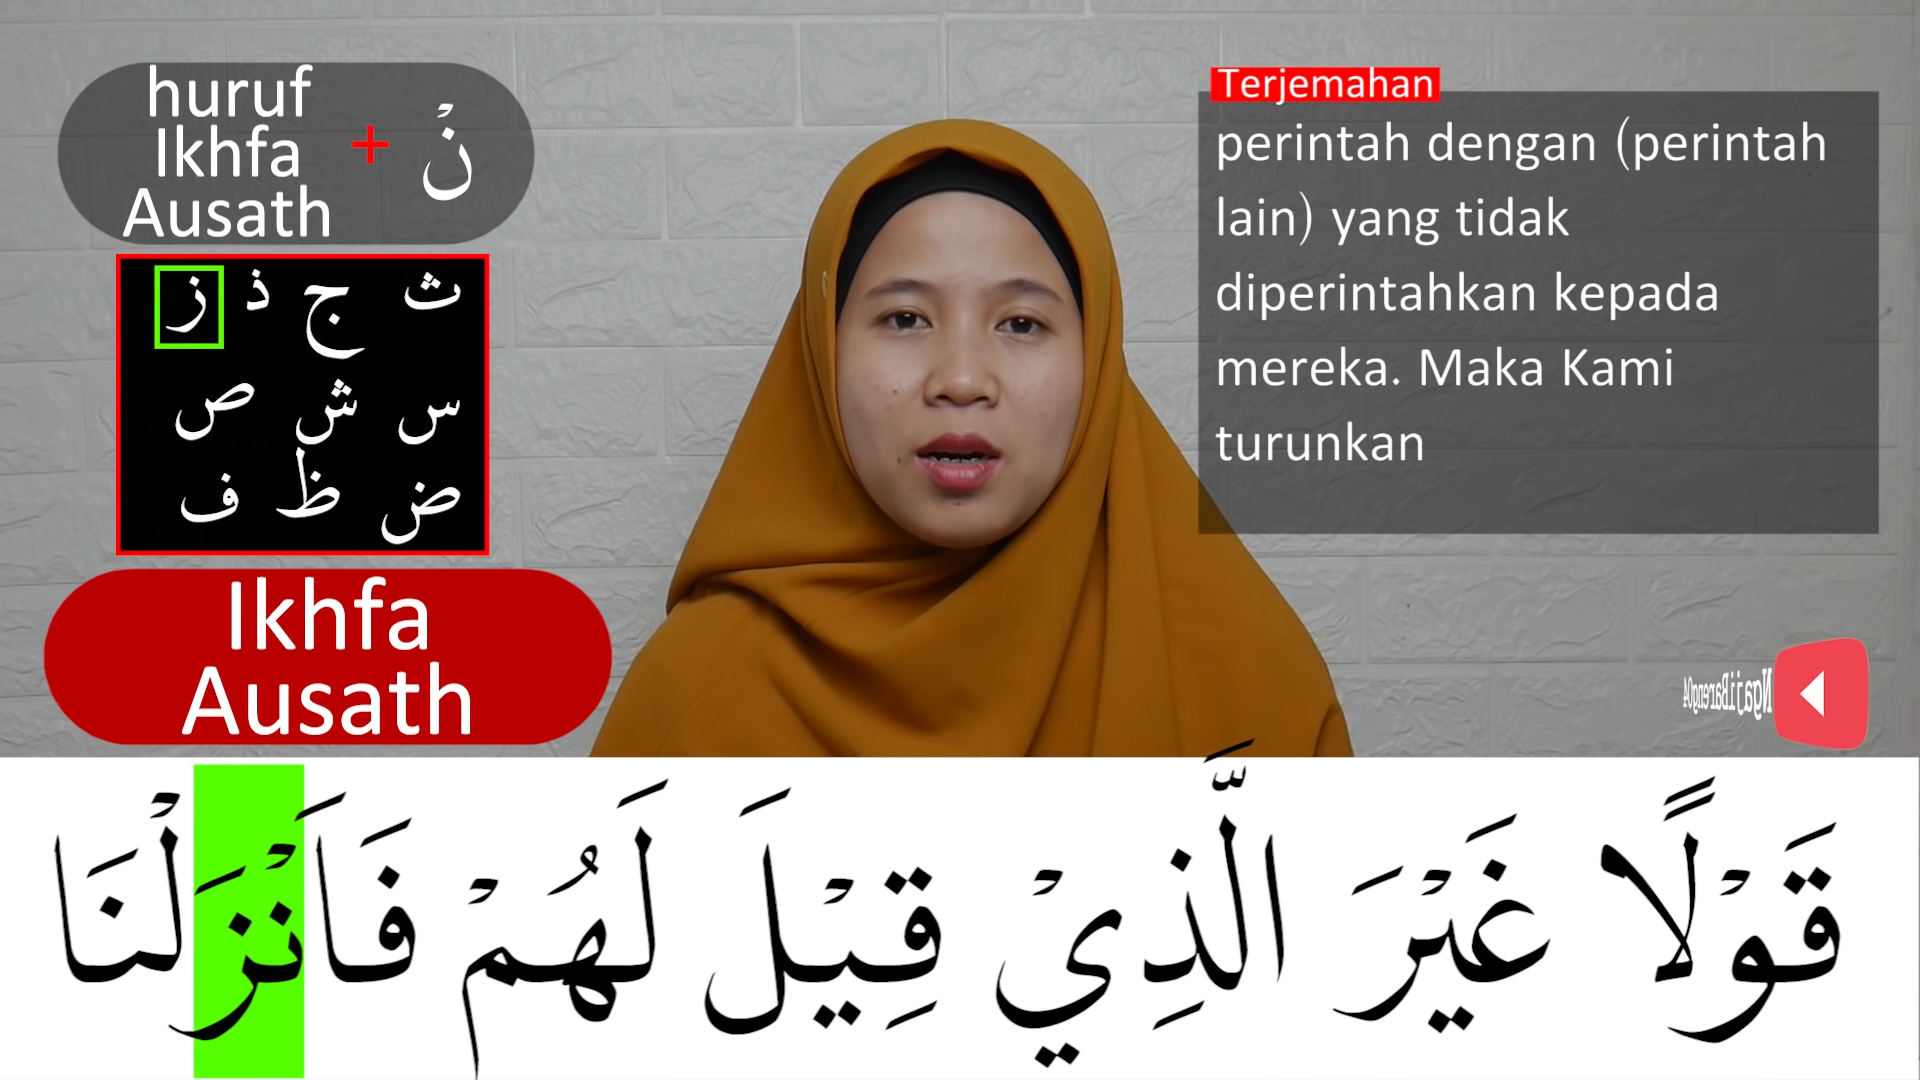 huruf
Ikhfa
Ausath
+ نْ
ث ج ذ ز
س ش ص
ض ظ ف
Ikhfa
Ausath
Terjemahan
perintah dengan (perintah
lain) yang tidak
diperintahkan kepada
mereka. Maka Kami
turunkan
NgajiBareng04
قَوْلًا غَيْرَ الَّذِيْ قِيْلَ لَهُمْ فَاَنْزَلْنَا